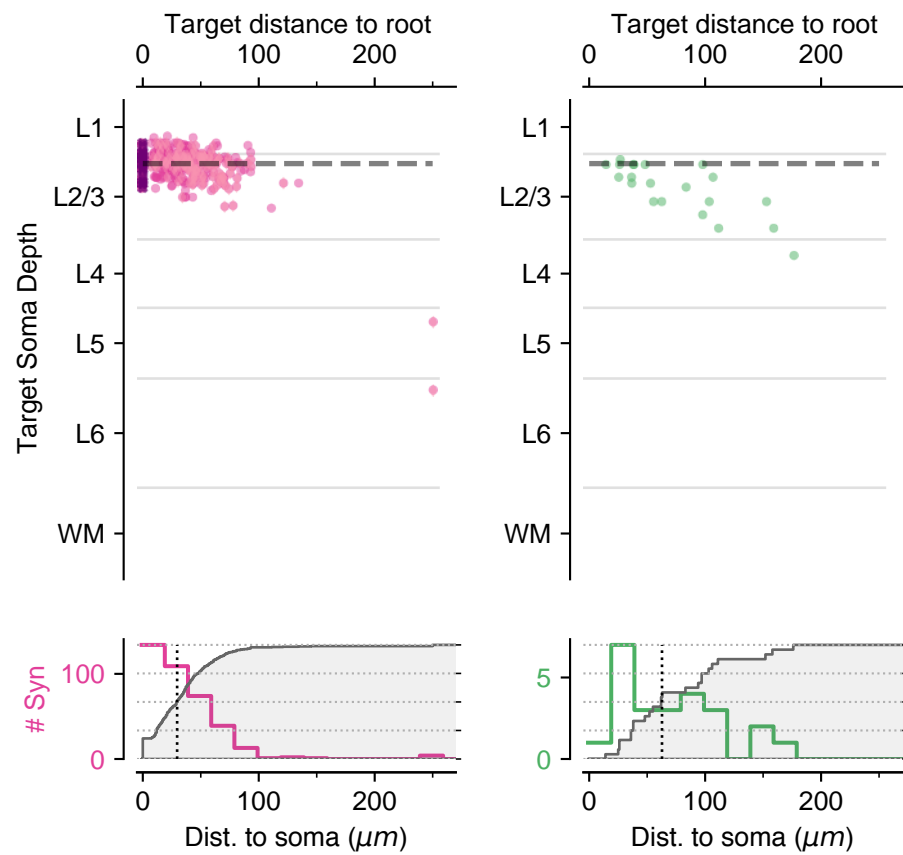 Target distance to root
Target distance to root
0 100 200
0 100 200
Target Soma Depth
L1
L2/3
L4
L5
L6
WM
L1
L2/3
L4
L5
L6
WM
# Syn
100
0
5
0
0 100 200
0 100 200
Dist. to soma (μm)
Dist. to soma (μm)